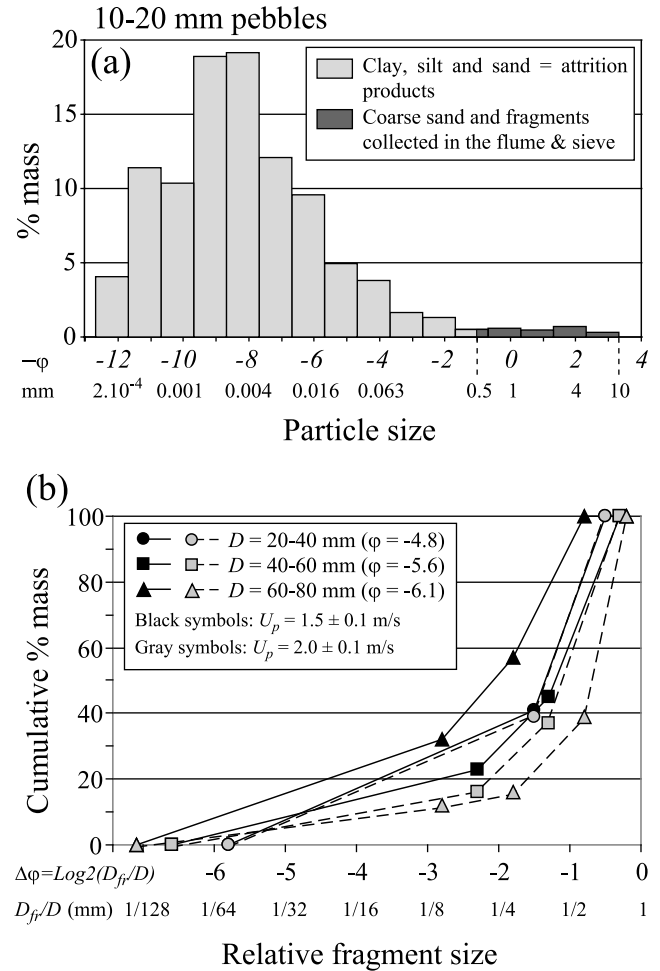 10-20 mm pebbles
(a)
Clay, silt and sand = attrition
products
Coarse sand and fragments
collected in the flume & sieve
% mass
20
15
10
5
0
−φ -12 -10 -8 -6 -4 -2 0 2 4
mm 2.10⁻⁴ 0.001 0.004 0.016 0.063 0.5 1 4 10
Particle size
(b)
D = 20-40 mm (φ = -4.8)
D = 40-60 mm (φ = -5.6)
D = 60-80 mm (φ = -6.1)
Black symbols: Uₚ = 1.5 ± 0.1 m/s
Gray symbols: Uₚ = 2.0 ± 0.1 m/s
Cumulative % mass
100
80
60
40
20
0
Δφ=Log2(D_fr/D) -6 -5 -4 -3 -2 -1 0
D_fr/D (mm) 1/128 1/64 1/32 1/16 1/8 1/4 1/2 1
Relative fragment size